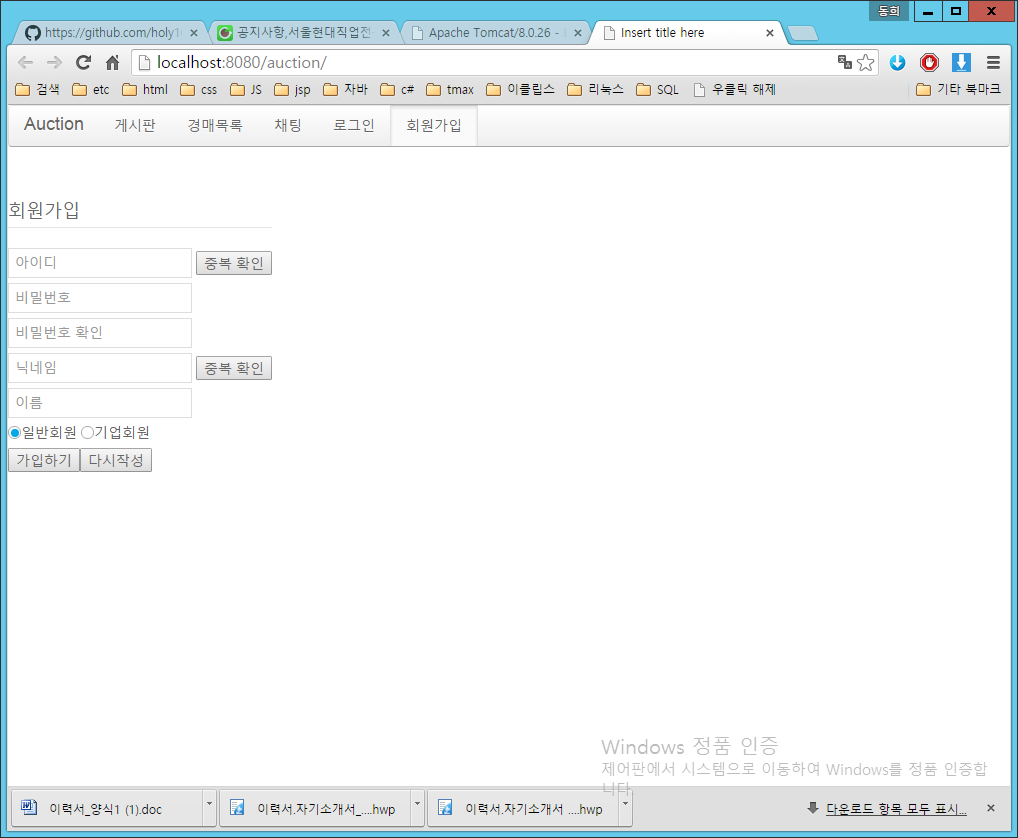 동희
https://github.com/holy1
공지사항,서울현대직업전
Apache Tomcat/8.0.26 -
Insert title here
localhost:8080/auction/
검색 etc html css JS jsp 자바 c# tmax 이클립스 리눅스 SQL 우클릭 해제 기타 북마크
Auction 게시판 경매목록 채팅 로그인 회원가입
회원가입
아이디 중복 확인
비밀번호
비밀번호 확인
닉네임 중복 확인
이름
일반회원 기업회원
가입하기 다시작성
Windows 정품 인증
제어판에서 시스템으로 이동하여 Windows를 정품 인증합
니다.
이력서_양식1 (1).doc 이력서.자기소개서_....hwp 이력서.자기소개서 ....hwp 다운로드 항목 모두 표시...